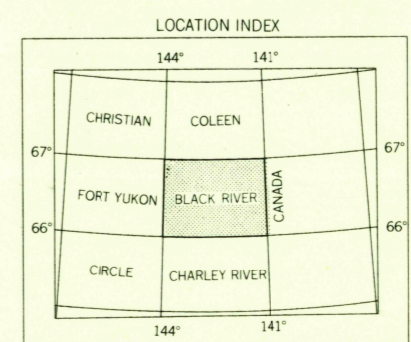 LOCATION INDEX
144° 141°
CHRISTIAN COLEEN
67° 67°
FORT YUKON BLACK RIVER CANADA
66° 66°
CIRCLE CHARLEY RIVER
144° 141°